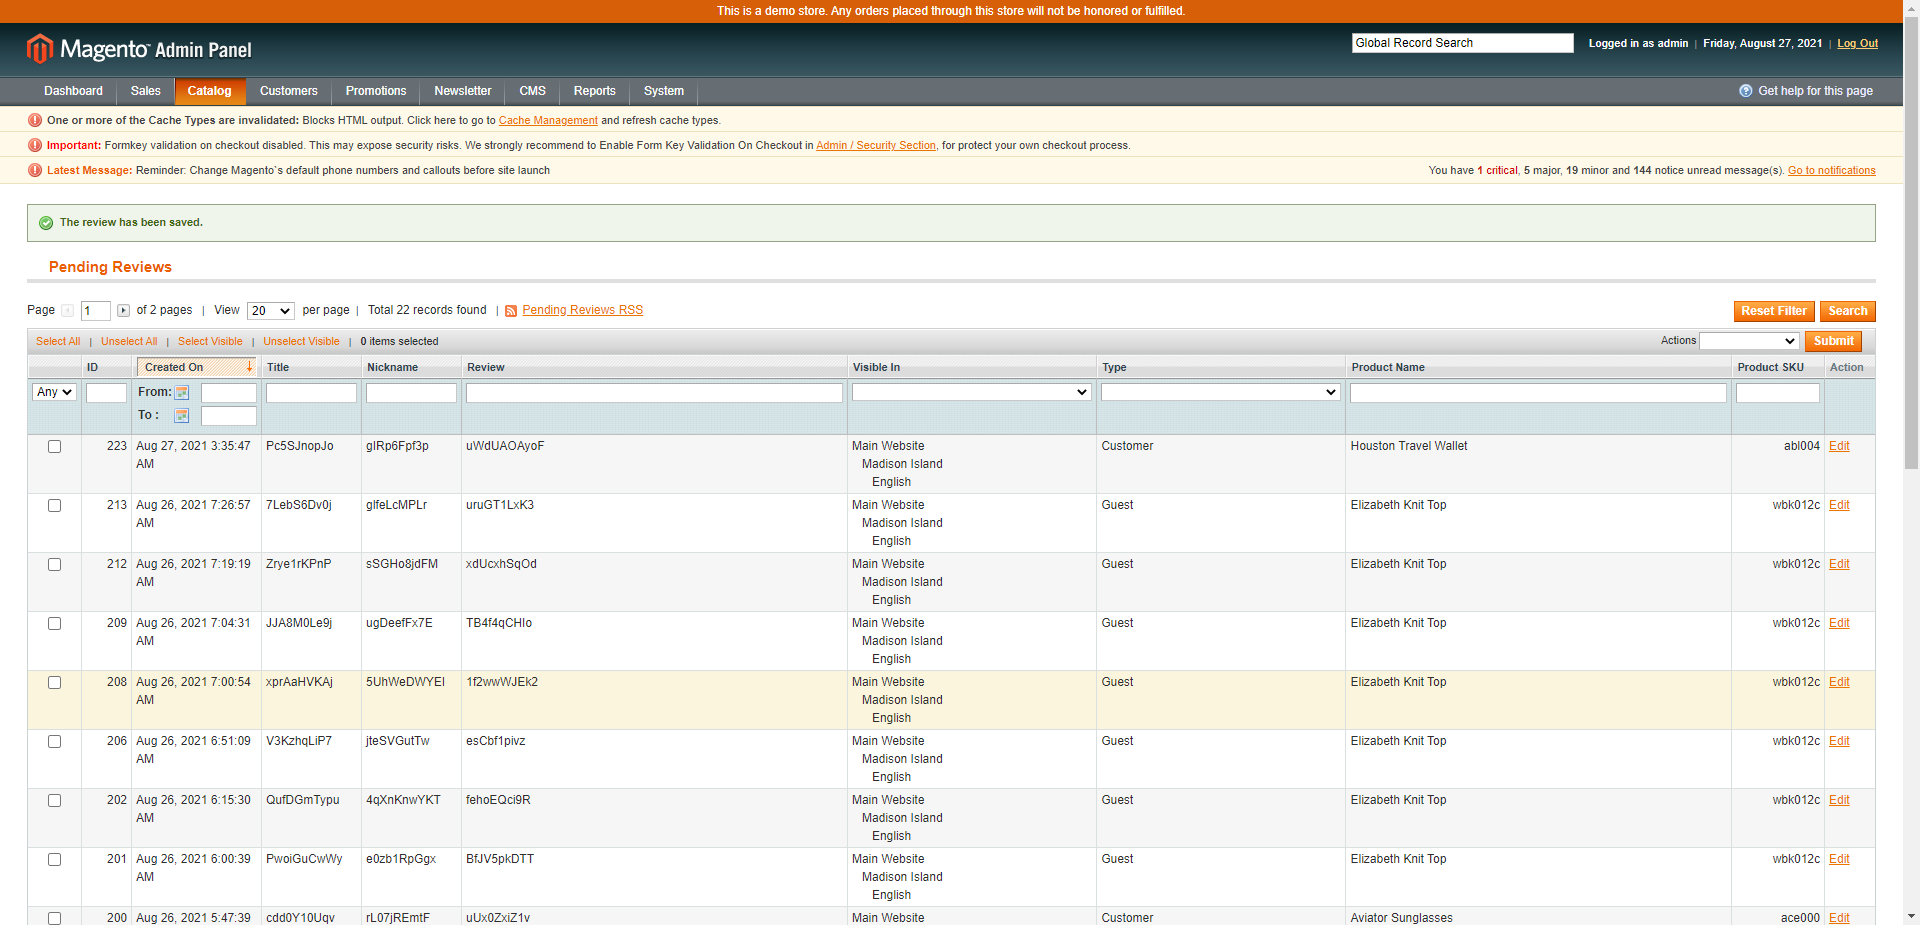 This is a demo store. Any orders placed through this store will not be honored or fulfilled.
Magento Admin Panel
Global Record Search
Logged in as admin | Friday, August 27, 2021 | Log Out
Dashboard Sales Catalog Customers Promotions Newsletter CMS Reports System
Get help for this page
One or more of the Cache Types are invalidated: Blocks HTML output. Click here to go to Cache Management and refresh cache types.
Important: Formkey validation on checkout disabled. This may expose security risks. We strongly recommend to Enable Form Key Validation On Checkout in Admin / Security Section, for protect your own checkout process.
Latest Message: Reminder: Change Magento`s default phone numbers and callouts before site launch
You have 1 critical, 5 major, 19 minor and 144 notice unread message(s). Go to notifications
The review has been saved.
Pending Reviews
Page 1 of 2 pages | View 20 per page | Total 22 records found | Pending Reviews RSS
Reset Filter Search
Select All | Unselect All | Select Visible | Unselect Visible | 0 items selected
Actions Submit
ID Created On Title Nickname Review Visible In Type Product Name Product SKU Action
Any From:
To :
223 Aug 27, 2021 3:35:47 Pc5SJnopJo gIRp6Fpf3p uWdUAOAyoF Main Website Customer Houston Travel Wallet abl004 Edit
AM Madison Island
English
213 Aug 26, 2021 7:26:57 7LebS6Dv0j glfeLcMPLr uruGT1LxK3 Main Website Guest Elizabeth Knit Top wbk012c Edit
AM Madison Island
English
212 Aug 26, 2021 7:19:19 Zrye1rKPnP sSGHo8jdFM xdUcxhSqOd Main Website Guest Elizabeth Knit Top wbk012c Edit
AM Madison Island
English
209 Aug 26, 2021 7:04:31 JJA8M0Le9j ugDeefFx7E TB4f4qCHIo Main Website Guest Elizabeth Knit Top wbk012c Edit
AM Madison Island
English
208 Aug 26, 2021 7:00:54 xprAaHVKAj 5UhWeDWYEI 1f2wwWJEk2 Main Website Guest Elizabeth Knit Top wbk012c Edit
AM Madison Island
English
206 Aug 26, 2021 6:51:09 V3KzhqLiP7 jteSVGutTw esCbf1pivz Main Website Guest Elizabeth Knit Top wbk012c Edit
AM Madison Island
English
202 Aug 26, 2021 6:15:30 QufDGmTypu 4qXnKnwYKT fehoEQci9R Main Website Guest Elizabeth Knit Top wbk012c Edit
AM Madison Island
English
201 Aug 26, 2021 6:00:39 PwoiGuCwWy e0zb1RpGgx BfJV5pkDTT Main Website Guest Elizabeth Knit Top wbk012c Edit
AM Madison Island
English
200 Aug 26, 2021 5:47:39 cdd0Y10Uqv rL07jREmtF uUx0ZxiZ1v Main Website Customer Aviator Sunglasses ace000 Edit